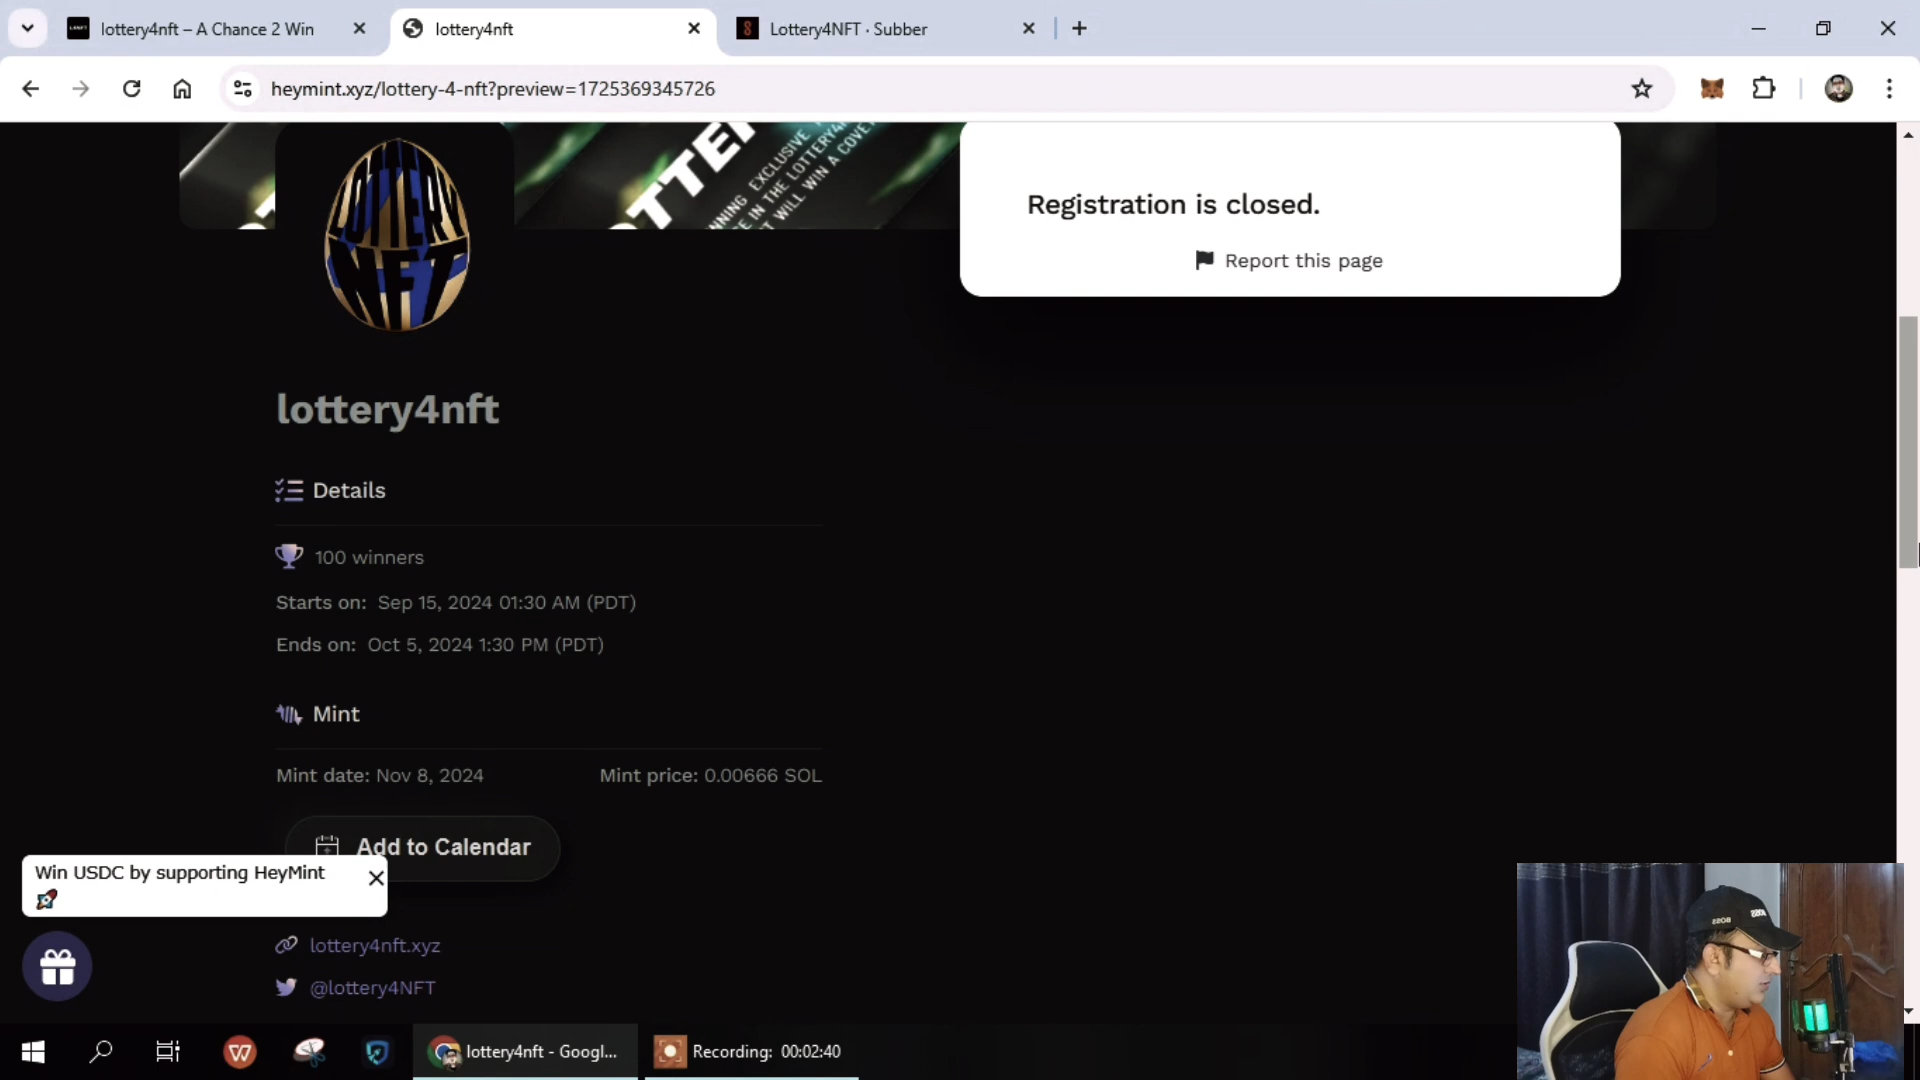 lottery4nft – A Chance 2 Win
lottery4nft
Lottery4NFT · Subber
heymint.xyz/lottery-4-nft?preview=1725369345726
LOTTERY
NFT
Registration is closed.
Report this page
lottery4nft
Details
100 winners
Starts on: Sep 15, 2024 01:30 AM (PDT)
Ends on: Oct 5, 2024 1:30 PM (PDT)
Mint
Mint date: Nov 8, 2024
Mint price: 0.00666 SOL
Add to Calendar
Win USDC by supporting HeyMint
lottery4nft.xyz
@lottery4NFT
lottery4nft - Googl...
Recording: 00:02:40